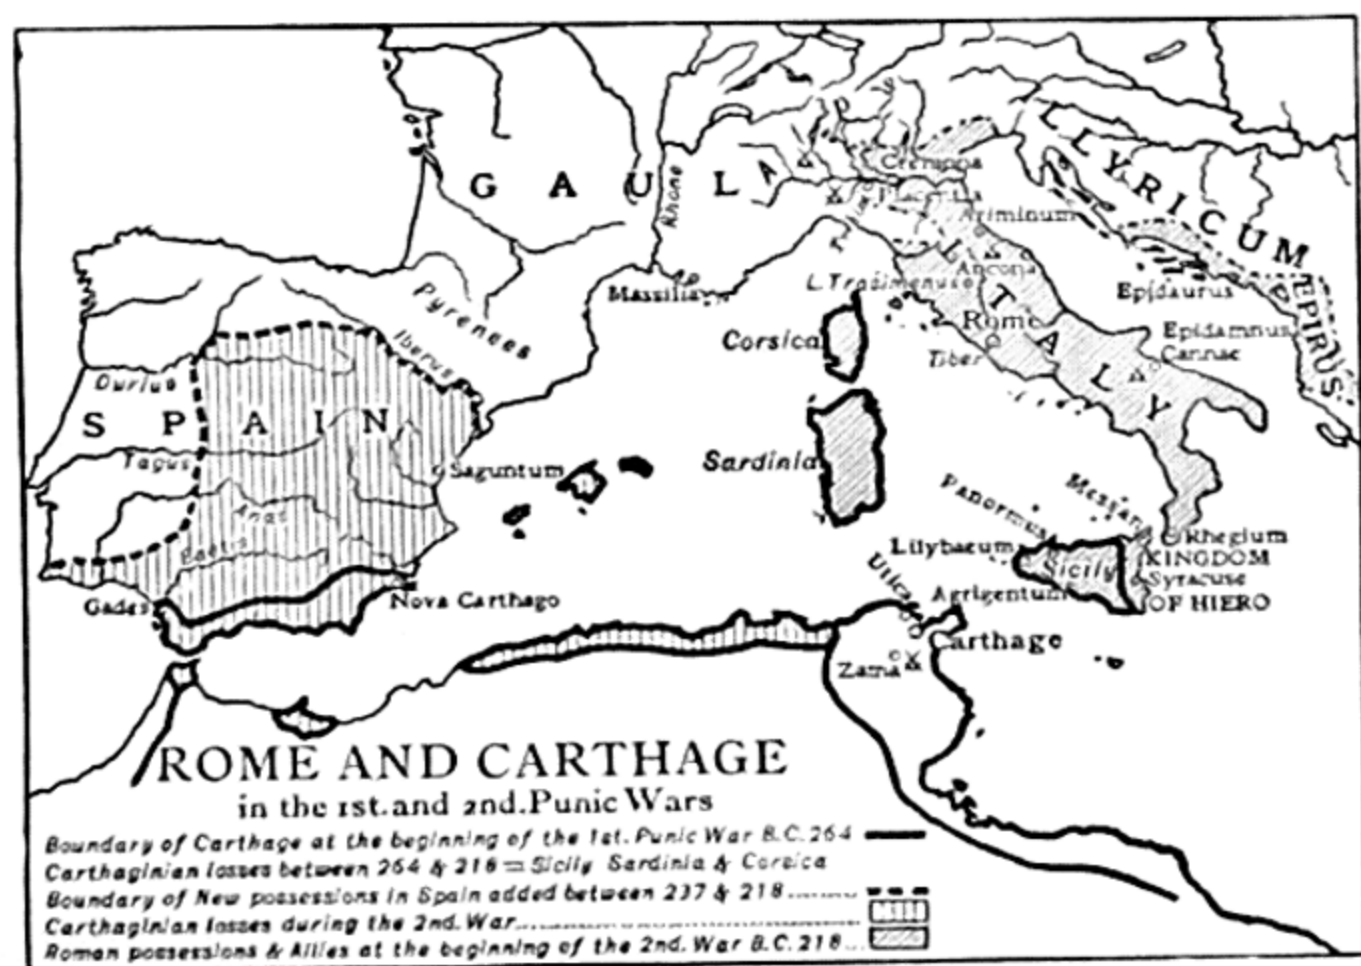 GAUL
Rhone
ALPS
Cremona
Placentia
ILLYRICUM
Ariminum
Ancona
L. Trasimenus
ITALY
Massilia
Pyrenees
Iberus
Epidaurus
EPIRUS
Epidamnus
Cannae
Rome
Tiber
Corsica
Durius
SPAIN
Tagus
Saguntum
Sardinia
Anas
Baetis
Panormus
Messana
Rhegium
Lilybaeum
Sicily
KINGDOM
Syracuse
OF HIERO
Agrigentum
Utica
Gades
Nova Carthago
Carthage
Zama
ROME AND CARTHAGE
in the 1st. and 2nd. Punic Wars
Boundary of Carthage at the beginning of the 1st. Punic War B.C. 264
Carthaginian losses between 264 & 218 = Sicily Sardinia & Corsica
Boundary of New possessions in Spain added between 237 & 218
Carthaginian losses during the 2nd. War
Roman possessions & Allies at the beginning of the 2nd. War B.C. 218